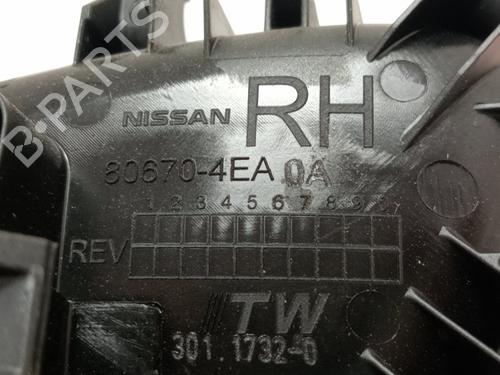 B-PARTS
NISSAN RH
80670-4EA 0A
1 2 3 4 5 6 7 8 9
REV
TW
301.1732-0